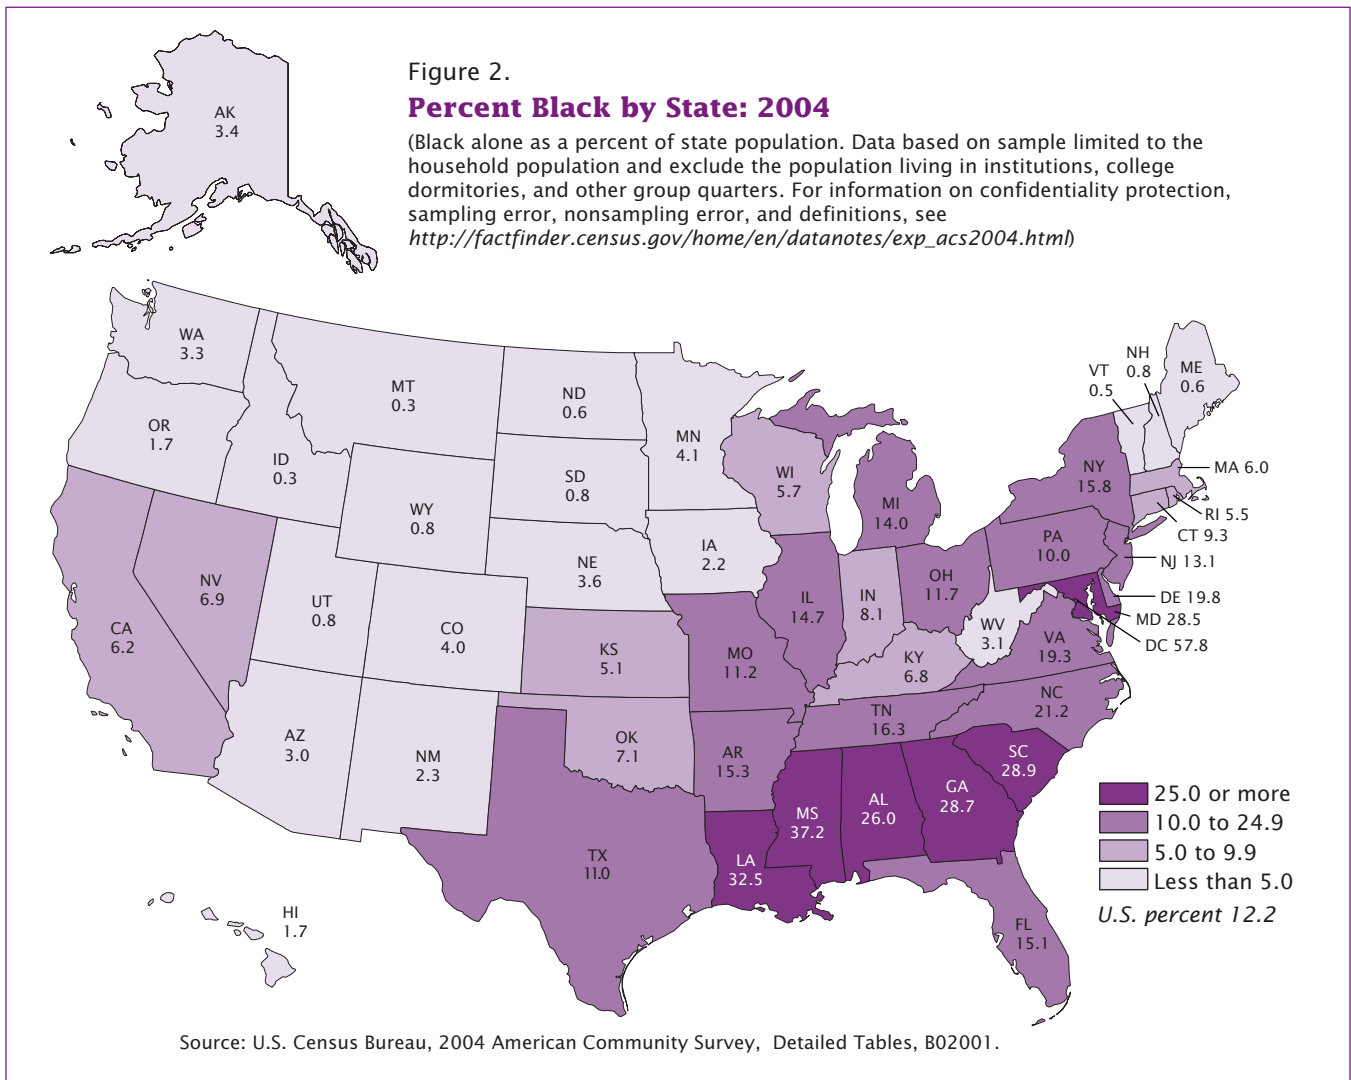 Figure 2.
Percent Black by State: 2004
(Black alone as a percent of state population. Data based on sample limited to the
household population and exclude the population living in institutions, college
dormitories, and other group quarters. For information on confidentiality protection,
sampling error, nonsampling error, and definitions, see
http://factfinder.census.gov/home/en/datanotes/exp_acs2004.html)
AK
3.4
WA
3.3
OR
1.7
ID
0.3
MT
0.3
ND
0.6
MN
4.1
SD
0.8
WY
0.8
WI
5.7
MI
14.0
NY
15.8
VT
0.5
NH
0.8
ME
0.6
MA 6.0
RI 5.5
CT 9.3
NJ 13.1
DE 19.8
MD 28.5
DC 57.8
PA
10.0
IA
2.2
NE
3.6
NV
6.9
UT
0.8
CA
6.2
CO
4.0
KS
5.1
MO
11.2
IL
14.7
IN
8.1
OH
11.7
WV
3.1
VA
19.3
KY
6.8
NC
21.2
TN
16.3
AZ
3.0
NM
2.3
OK
7.1
AR
15.3
SC
28.9
MS
37.2
AL
26.0
GA
28.7
TX
11.0
LA
32.5
FL
15.1
HI
1.7
25.0 or more
10.0 to 24.9
5.0 to 9.9
Less than 5.0
U.S. percent 12.2
Source: U.S. Census Bureau, 2004 American Community Survey, Detailed Tables, B02001.